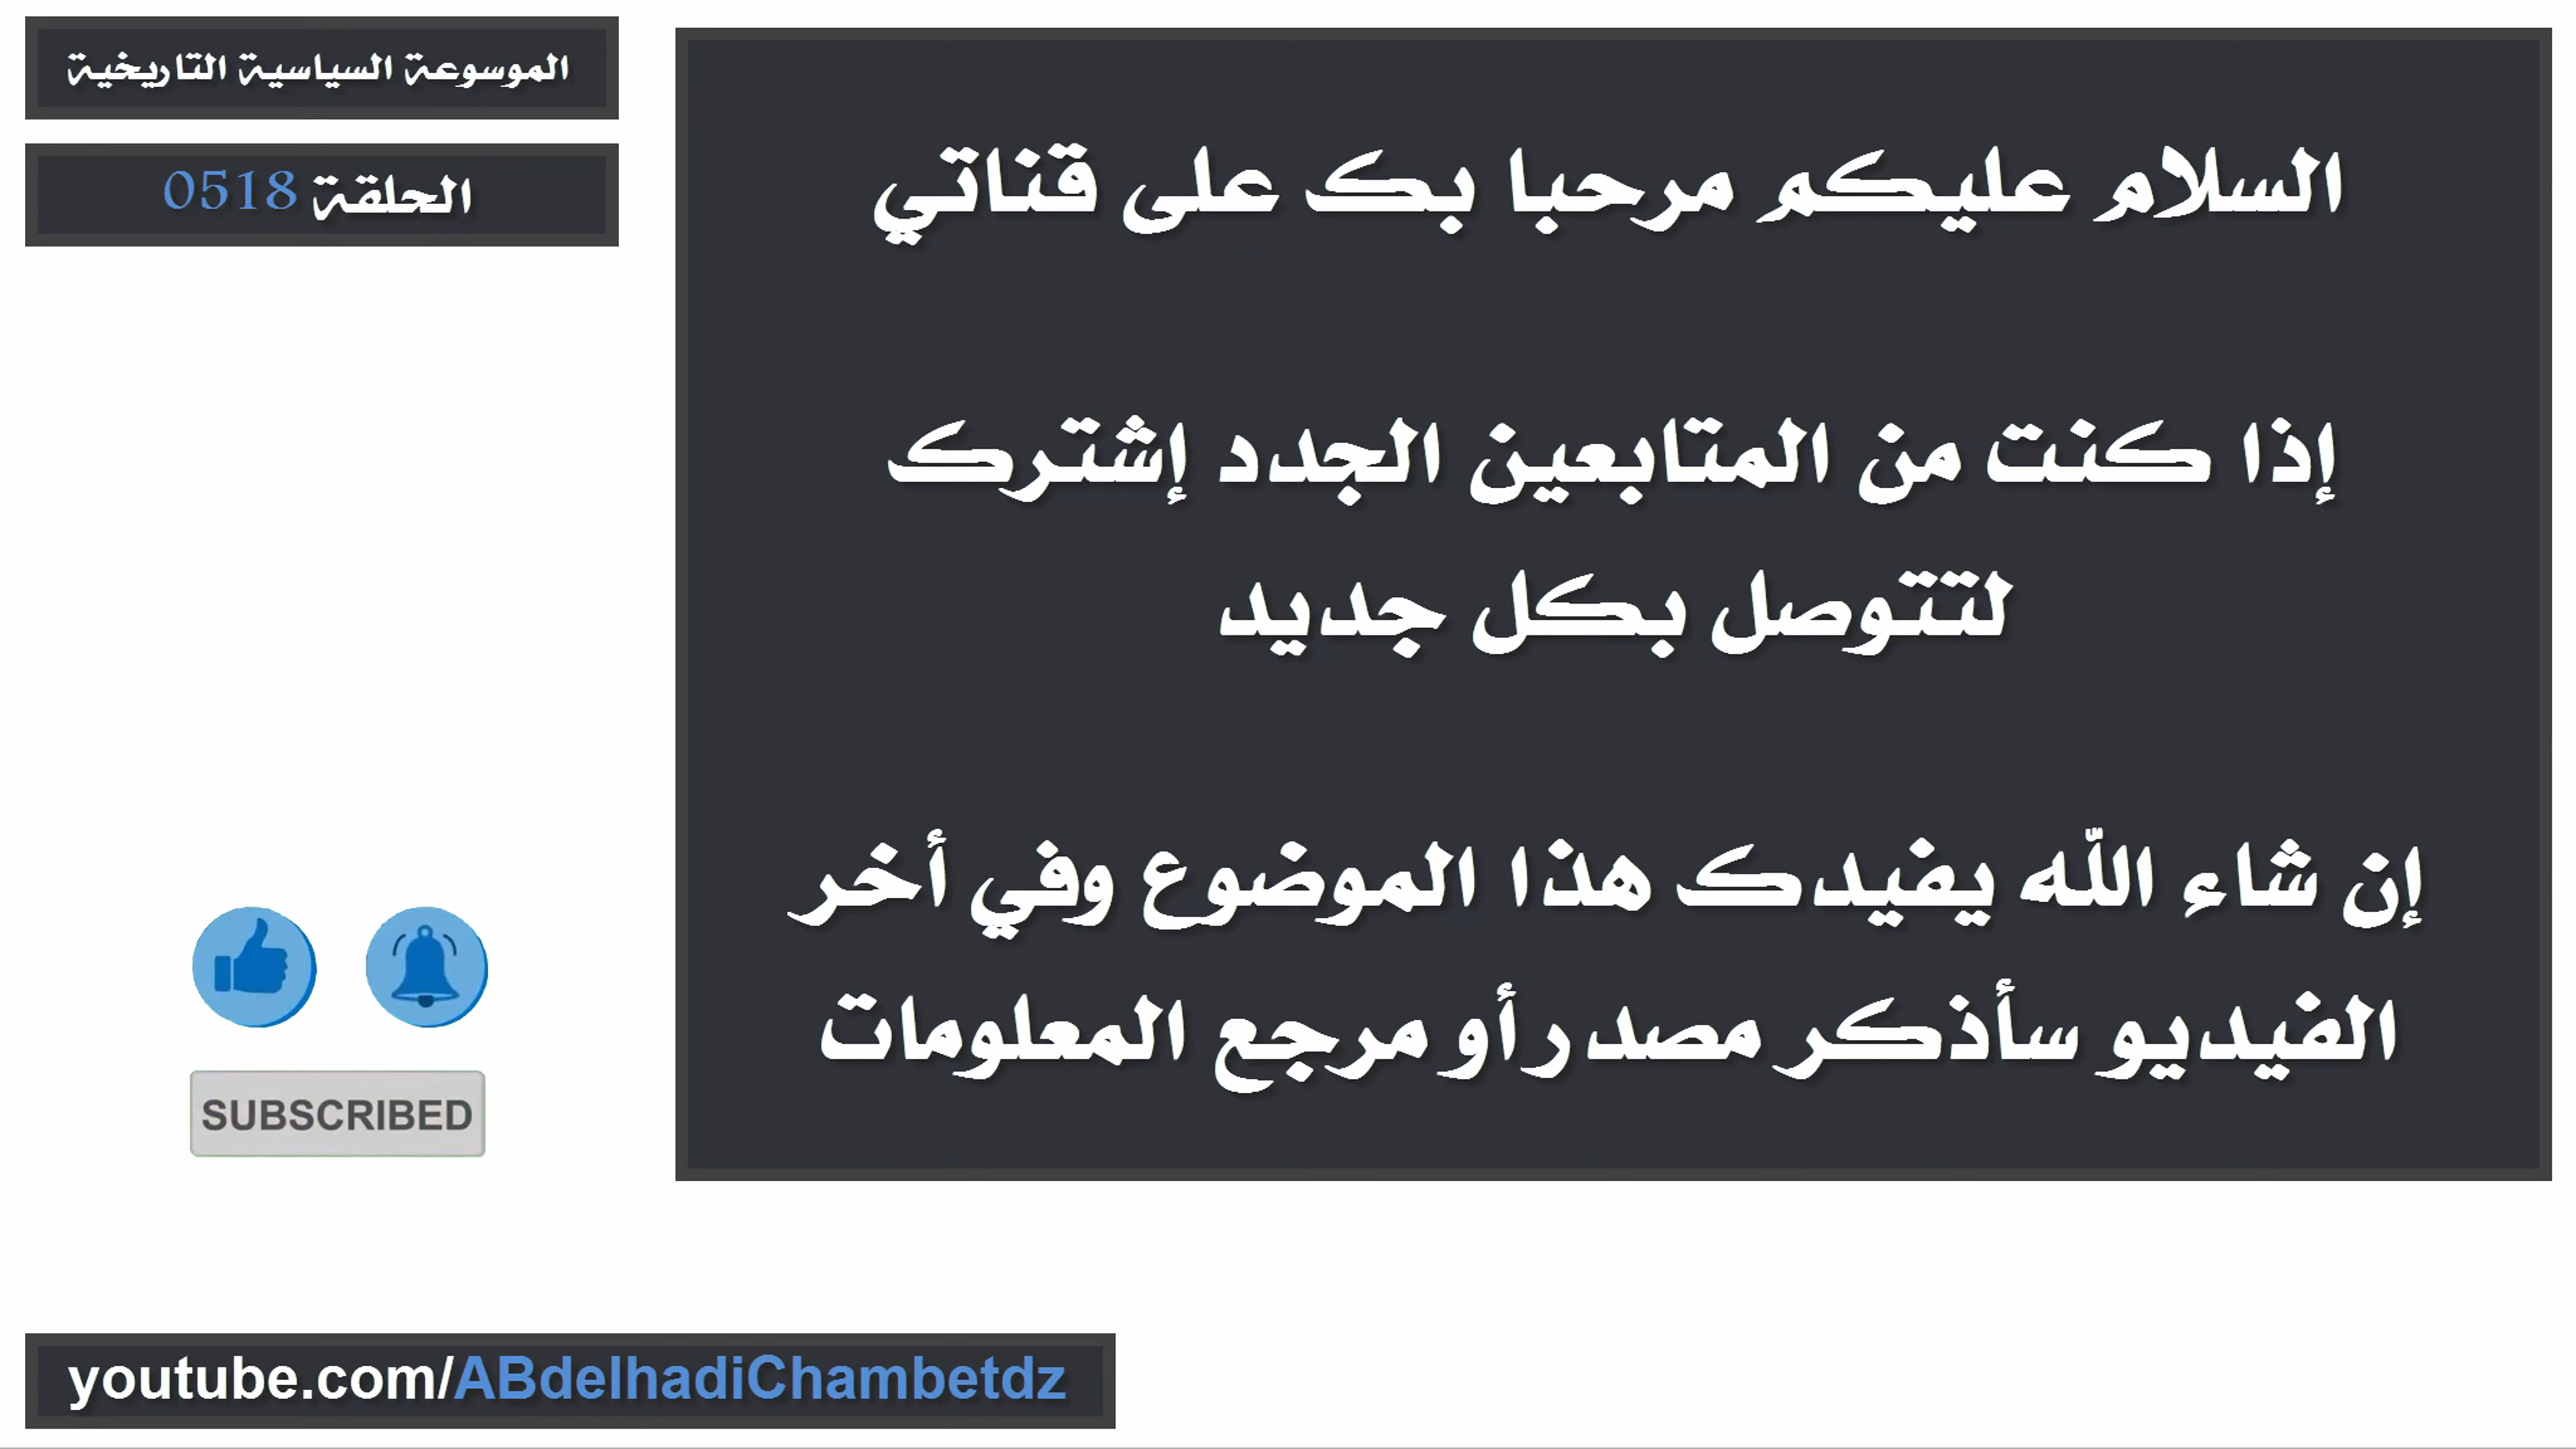 الموسوعة السياسية التاريخية
الحلقة 0518
السلام عليكم مرحبا بك على قناتي
إذا كنت من المتابعين الجدد إشترك
لتتوصل بكل جديد
إن شاء الله يفيدك هذا الموضوع وفي أخر
الفيديو سأذكر مصدر أو مرجع المعلومات
SUBSCRIBED
youtube.com/ABdelhadiChambetdz